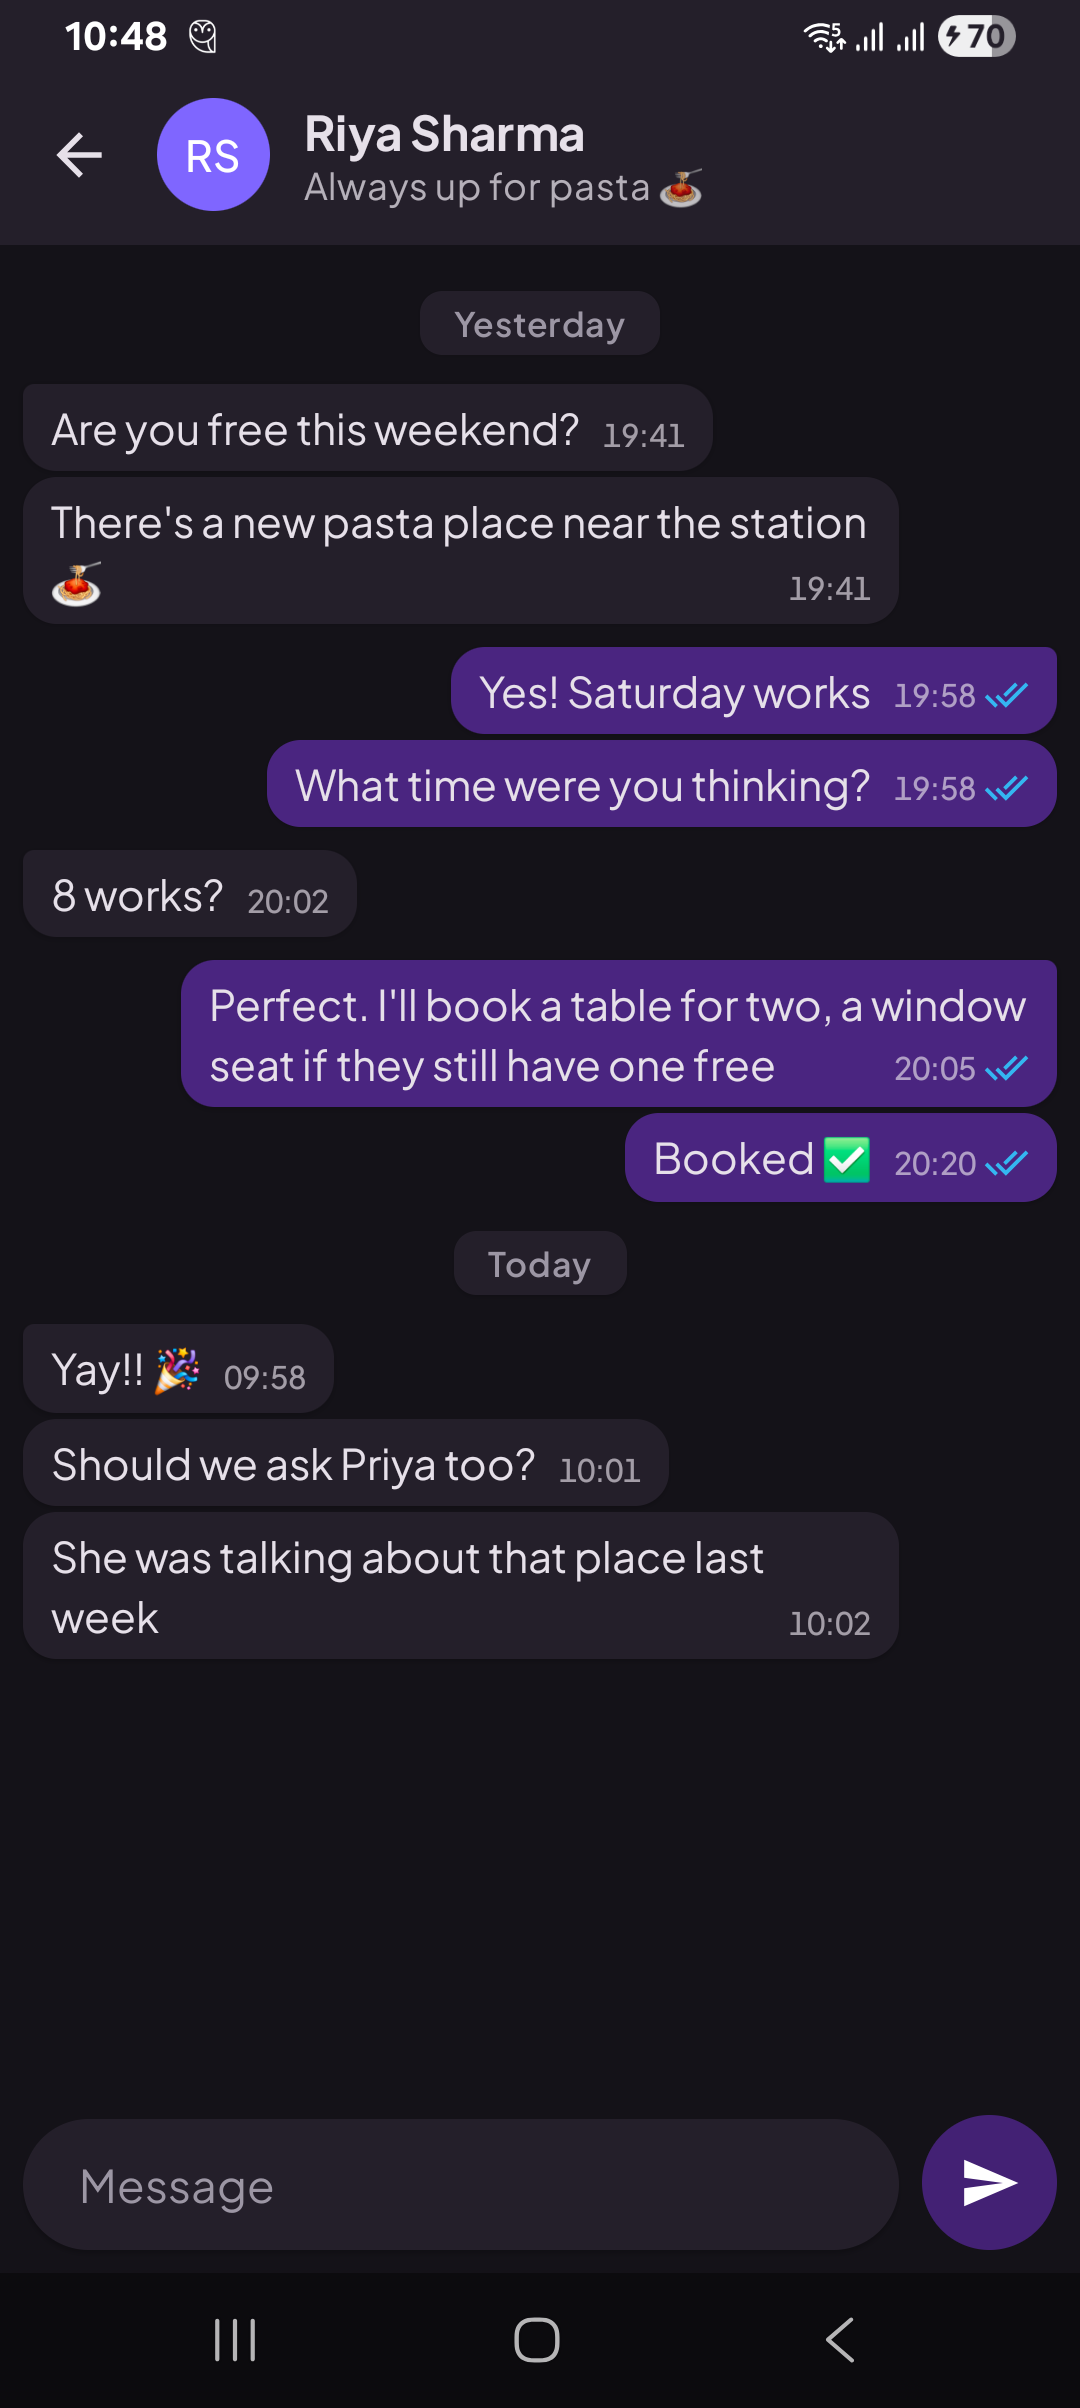 10:48
5 70
RS
Riya Sharma
Always up for pasta 🍝
Yesterday
Are you free this weekend? 19:41
There's a new pasta place near the station
🍝 19:41
Yes! Saturday works 19:58
What time were you thinking? 19:58
8 works? 20:02
Perfect. I'll book a table for two, a window
seat if they still have one free 20:05
Booked ✅ 20:20
Today
Yay!! 🎉 09:58
Should we ask Priya too? 10:01
She was talking about that place last
week 10:02
Message